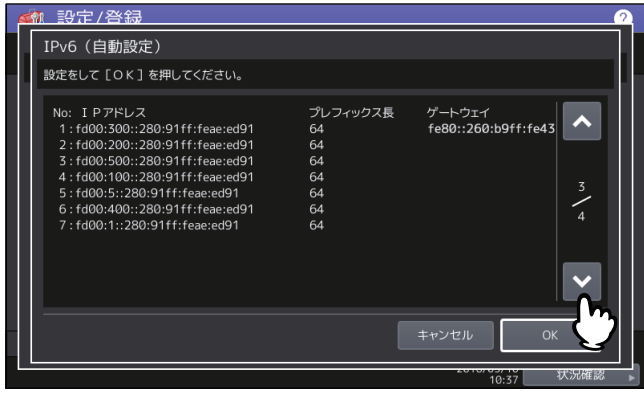 設定/登録
?
IPv6（自動設定）
設定をして［OK］を押してください。
No: IPアドレス プレフィックス長 ゲートウェイ
1:fd00:300::280:91ff:feae:ed91 64 fe80::260:b9ff:fe43
2:fd00:200::280:91ff:feae:ed91 64
3:fd00:500::280:91ff:feae:ed91 64
4:fd00:100::280:91ff:feae:ed91 64
5:fd00:5::280:91ff:feae:ed91 64
6:fd00:400::280:91ff:feae:ed91 64
7:fd00:1::280:91ff:feae:ed91 64
3/4
キャンセル OK
10:37 状況確認